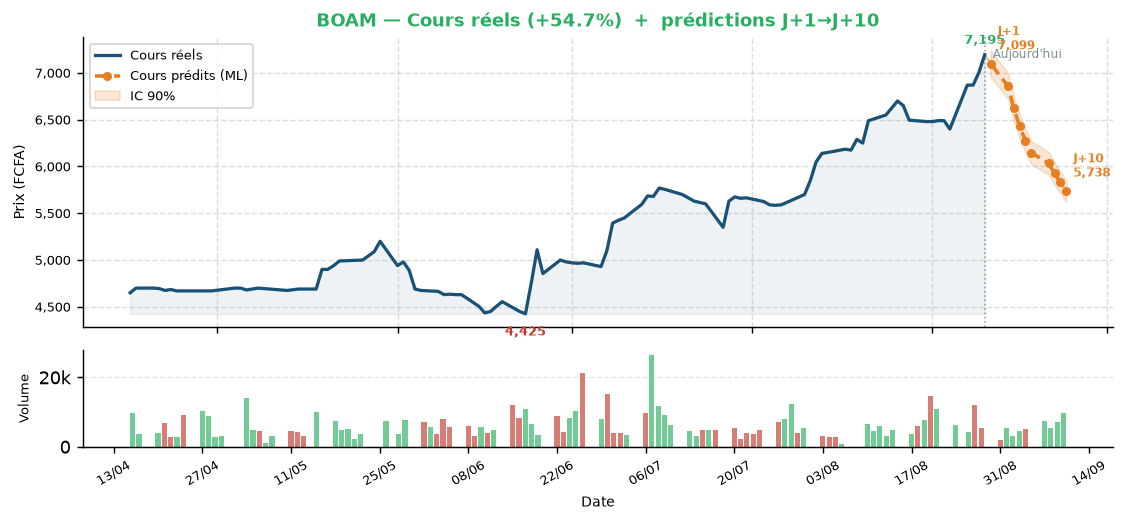 BOAM — Cours réels (+54.7%)  +  prédictions J+1→J+10
Cours réels
Cours prédits (ML)
IC 90%
7,195
J+1
7,099
Aujourd'hui
J+10
5,738
4,425
Prix (FCFA)
7,000
6,500
6,000
5,500
5,000
4,500
Volume
20k
0
13/04
27/04
11/05
25/05
08/06
22/06
06/07
20/07
03/08
17/08
31/08
14/09
Date